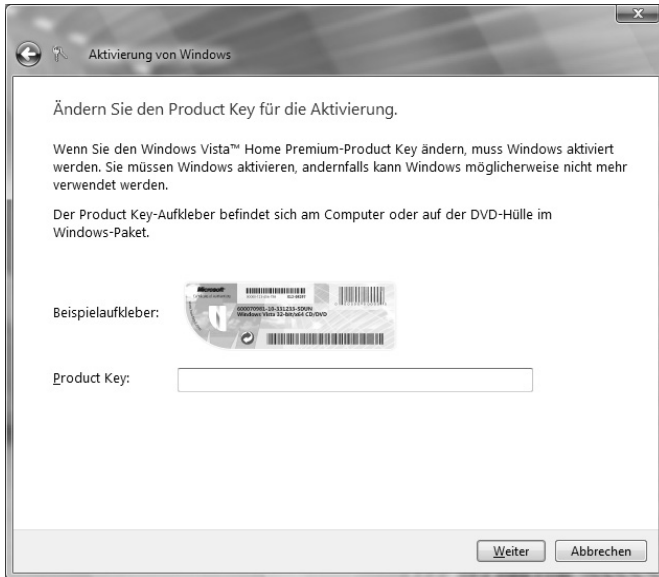 Aktivierung von Windows
Ändern Sie den Product Key für die Aktivierung.
Wenn Sie den Windows Vista™ Home Premium-Product Key ändern, muss Windows aktiviert
werden. Sie müssen Windows aktivieren, andernfalls kann Windows möglicherweise nicht mehr
verwendet werden.
Der Product Key-Aufkleber befindet sich am Computer oder auf der DVD-Hülle im
Windows-Paket.
Microsoft
Beispielaufkleber:
Windows Vista 32-bit/x64 CD/DVD
Product Key:
Weiter Abbrechen